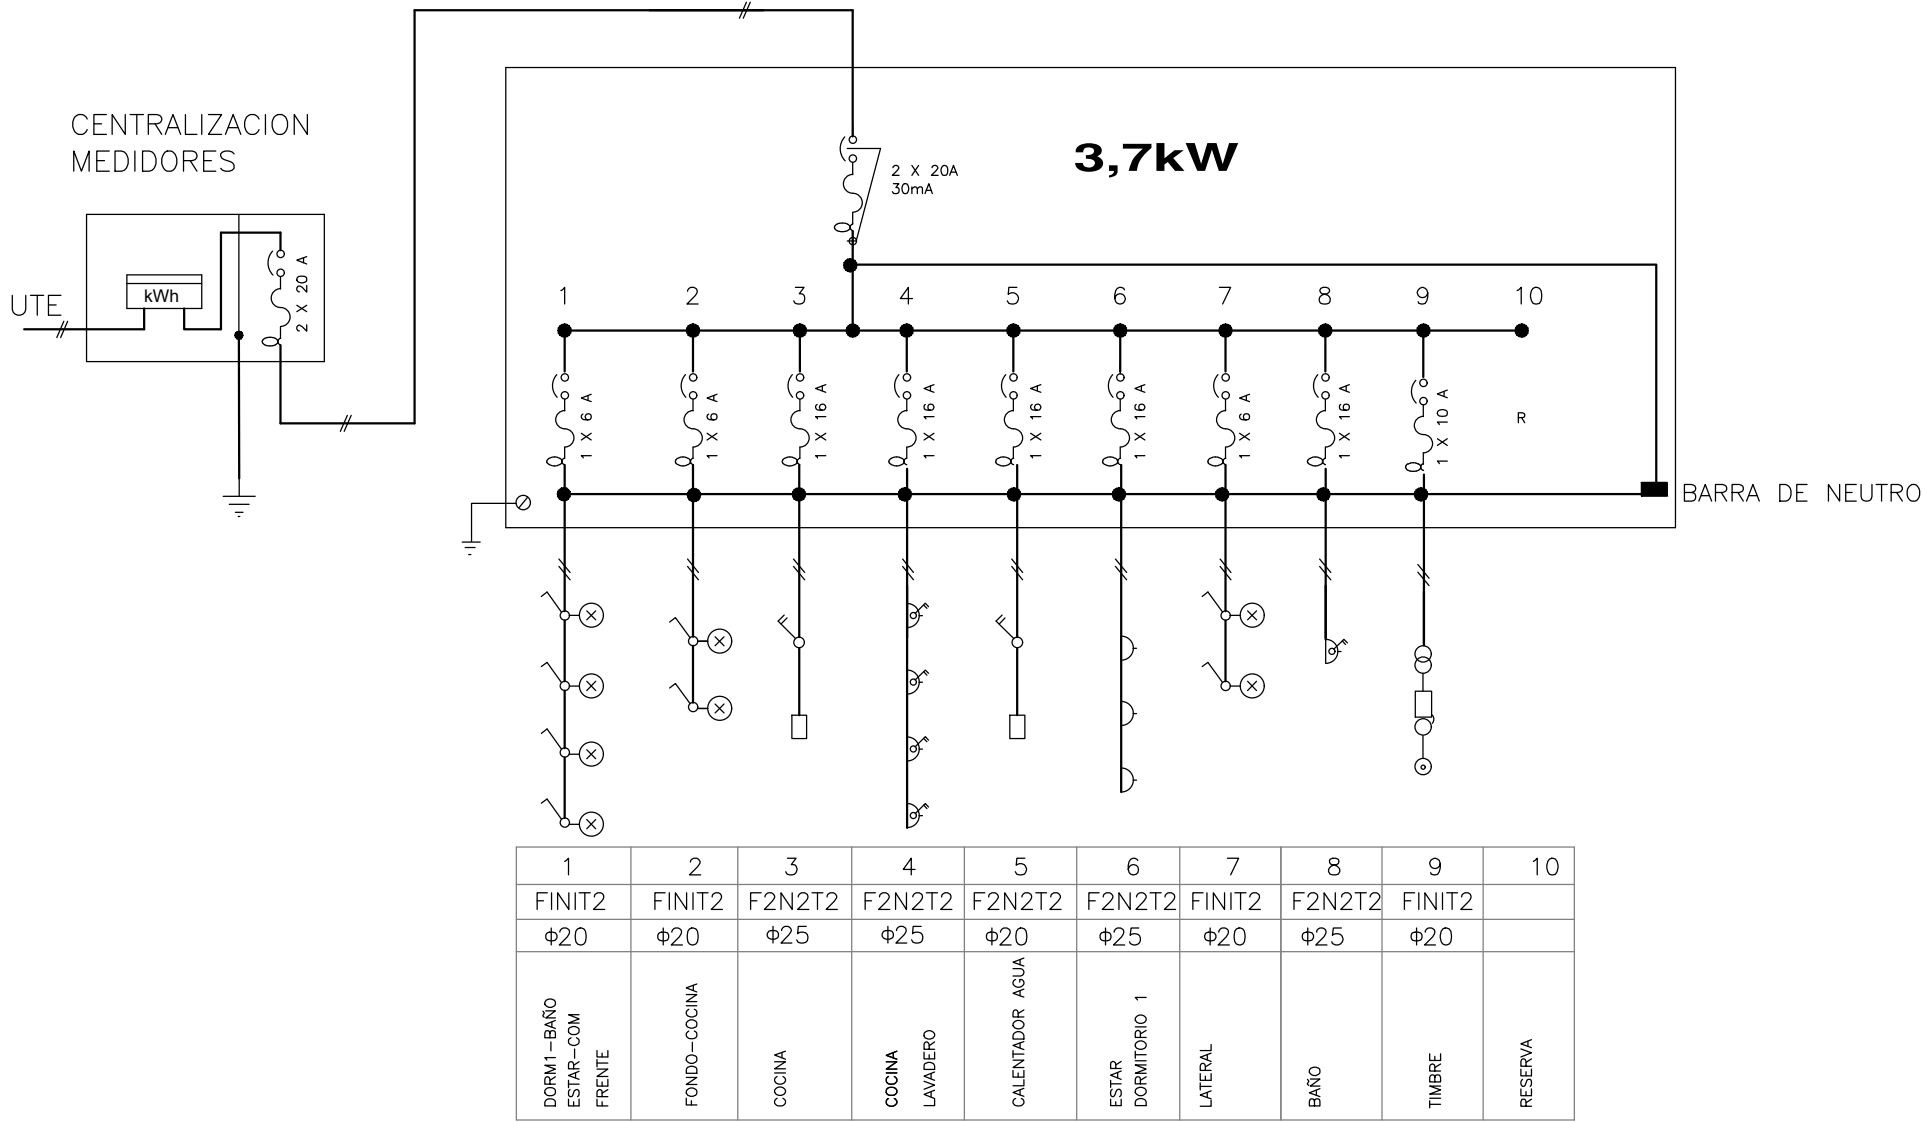 CENTRALIZACION
MEDIDORES
UTE
kWh
2 X 20 A
2 X 20A
30mA
3,7kW
1 2 3 4 5 6 7 8 9 10
1 X 6 A
1 X 6 A
1 X 16 A
1 X 16 A
1 X 16 A
1 X 16 A
1 X 6 A
1 X 16 A
1 X 10 A
R
BARRA DE NEUTRO
1 2 3 4 5 6 7 8 9 10
FINIT2 FINIT2 F2N2T2 F2N2T2 F2N2T2 F2N2T2 FINIT2 F2N2T2 FINIT2
Φ20 Φ20 Φ25 Φ25 Φ20 Φ25 Φ20 Φ25 Φ20
DORM1-BAÑO
ESTAR-COM
FRENTE
FONDO-COCINA
COCINA
COCINA
LAVADERO
CALENTADOR AGUA
ESTAR
DORMITORIO 1
LATERAL
BAÑO
TIMBRE
RESERVA